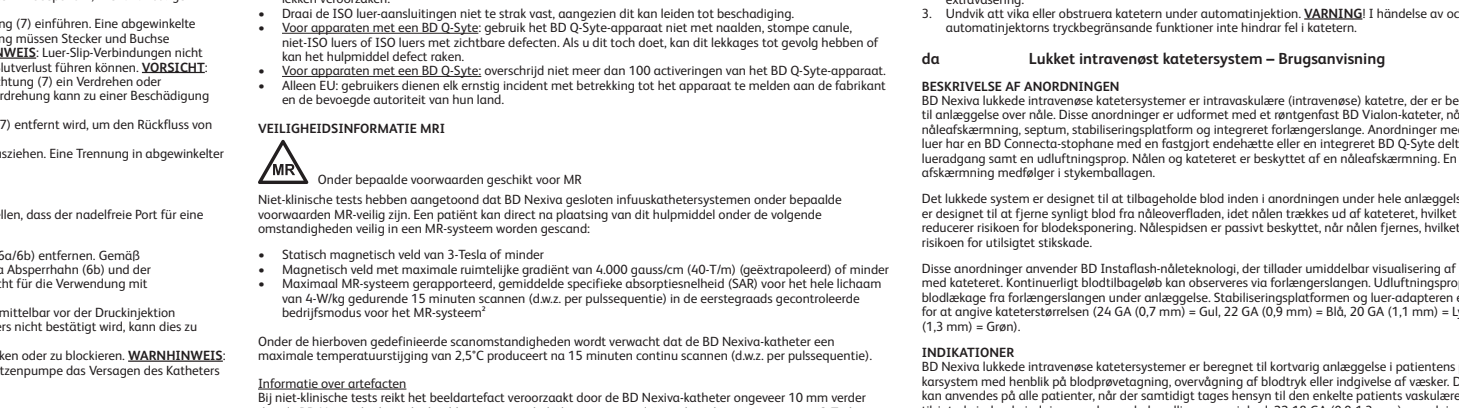 ng (7) einführen. Eine abgewinkelte
ng müssen Stecker und Buchse
NWEIS: Luer-Slip-Verbindungen nicht
lutverlust führen können. VORSICHT:
chtung (7) ein Verdrehen oder
rdrehung kann zu einer Beschädigung
7) entfernt wird, um den Rückfluss von
usziehen. Eine Trennung in abgewinkelter
ellen, dass der nadelfreie Port für eine
6a/6b) entfernen. Gemäß
a Absperrhahn (6b) und der
cht für die Verwendung mit
mittelbar vor der Druckinjektion
ers nicht bestätigt wird, kann dies zu
ken oder zu blockieren. WARNHINWEIS:
tzenpumpe das Versagen des Katheters
lekken veroorzaken.
• Draai de ISO luer-aansluitingen niet te strak vast, aangezien dit kan leiden tot beschadiging.
• Voor apparaten met een BD Q-Syte: gebruik het BD Q-Syte-apparaat niet met naalden, stompe canule,
niet-ISO luers of ISO luers met zichtbare defecten. Als u dit toch doet, kan dit lekkages tot gevolg hebben of
kan het hulpmiddel defect raken.
• Voor apparaten met een BD Q-Syte: overschrijd niet meer dan 100 activeringen van het BD Q-Syte-apparaat.
• Alleen EU: gebruikers dienen elk ernstig incident met betrekking tot het apparaat te melden aan de fabrikant
en de bevoegde autoriteit van hun land.
VEILIGHEIDSINFORMATIE MRI
MR Onder bepaalde voorwaarden geschikt voor MR
Niet-klinische tests hebben aangetoond dat BD Nexiva gesloten infuuskathetersystemen onder bepaalde
voorwaarden MR-veilig zijn. Een patiënt kan direct na plaatsing van dit hulpmiddel onder de volgende
omstandigheden veilig in een MR-systeem worden gescand:
• Statisch magnetisch veld van 3-Tesla of minder
• Magnetisch veld met maximale ruimtelijke gradiënt van 4.000 gauss/cm (40-T/m) (geëxtrapoleerd) of minder
• Maximaal MR-systeem gerapporteerd, gemiddelde specifieke absorptiesnelheid (SAR) voor het hele lichaam
van 4-W/kg gedurende 15 minuten scannen (d.w.z. per pulssequentie) in de eerstegraads gecontroleerde
bedrijfsmodus voor het MR-systeem²
Onder de hierboven gedefinieerde scanomstandigheden wordt verwacht dat de BD Nexiva-katheter een
maximale temperatuurstijging van 2,5˚C produceert na 15 minuten continu scannen (d.w.z. per pulssequentie).
Informatie over artefacten
Bij niet-klinische tests reikt het beeldartefact veroorzaakt door de BD Nexiva-katheter ongeveer 10 mm verder
extravasering.
3. Undvik att vika eller obstruera katetern under automatinjektion. VARNING! I händelse av oc
automatinjektorns tryckbegränsande funktioner inte hindrar fel i katetern.
da Lukket intravenøst katetersystem – Brugsanvisning
BESKRIVELSE AF ANORDNINGEN
BD Nexiva lukkede intravenøse katetersystemer er intravaskulære (intravenøse) katetre, der er be
til anlæggelse over nåle. Disse anordninger er udformet med et røntgenfast BD Vialon-kateter, nå
nåleafskærmning, septum, stabiliseringsplatform og integreret forlængerslange. Anordninger me
luer har en BD Connecta-stophane med en fastgjort endehætte eller en integreret BD Q-Syte delt
lueradgang samt en udluftningsprop. Nålen og kateteret er beskyttet af en nåleafskærmning. En
afskærmning medfølger i stykemballagen.
Det lukkede system er designet til at tilbageholde blod inden i anordningen under hele anlæggels
er designet til at fjerne synligt blod fra nåleoverfladen, idet nålen trækkes ud af kateteret, hvilket
reducerer risikoen for blodeksponering. Nålespidsen er passivt beskyttet, når nålen fjernes, hvilket
risikoen for utilsigtet stikskade.
Disse anordninger anvender BD Instaflash-nåleteknologi, der tillader umiddelbar visualisering af
med kateteret. Kontinuerligt blodtilbageløb kan observeres via forlængerslangen. Udluftningsprop
blodlækage fra forlængerslangen under anlæggelse. Stabiliseringsplatformen og luer-adapteren e
for at angive kateterstørrelsen (24 GA (0,7 mm) = Gul, 22 GA (0,9 mm) = Blå, 20 GA (1,1 mm) = Ly
(1,3 mm) = Grøn).
INDIKATIONER
BD Nexiva lukkede intravenøse katetersystemer er beregnet til kortvarig anlæggelse i patientens
karsystem med henblik på blodprøvetagning, overvågning af blodtryk eller indgivelse af væsker. D
kan anvendes på alle patienter, når der samtidigt tages hensyn til den enkelte patients vaskulære